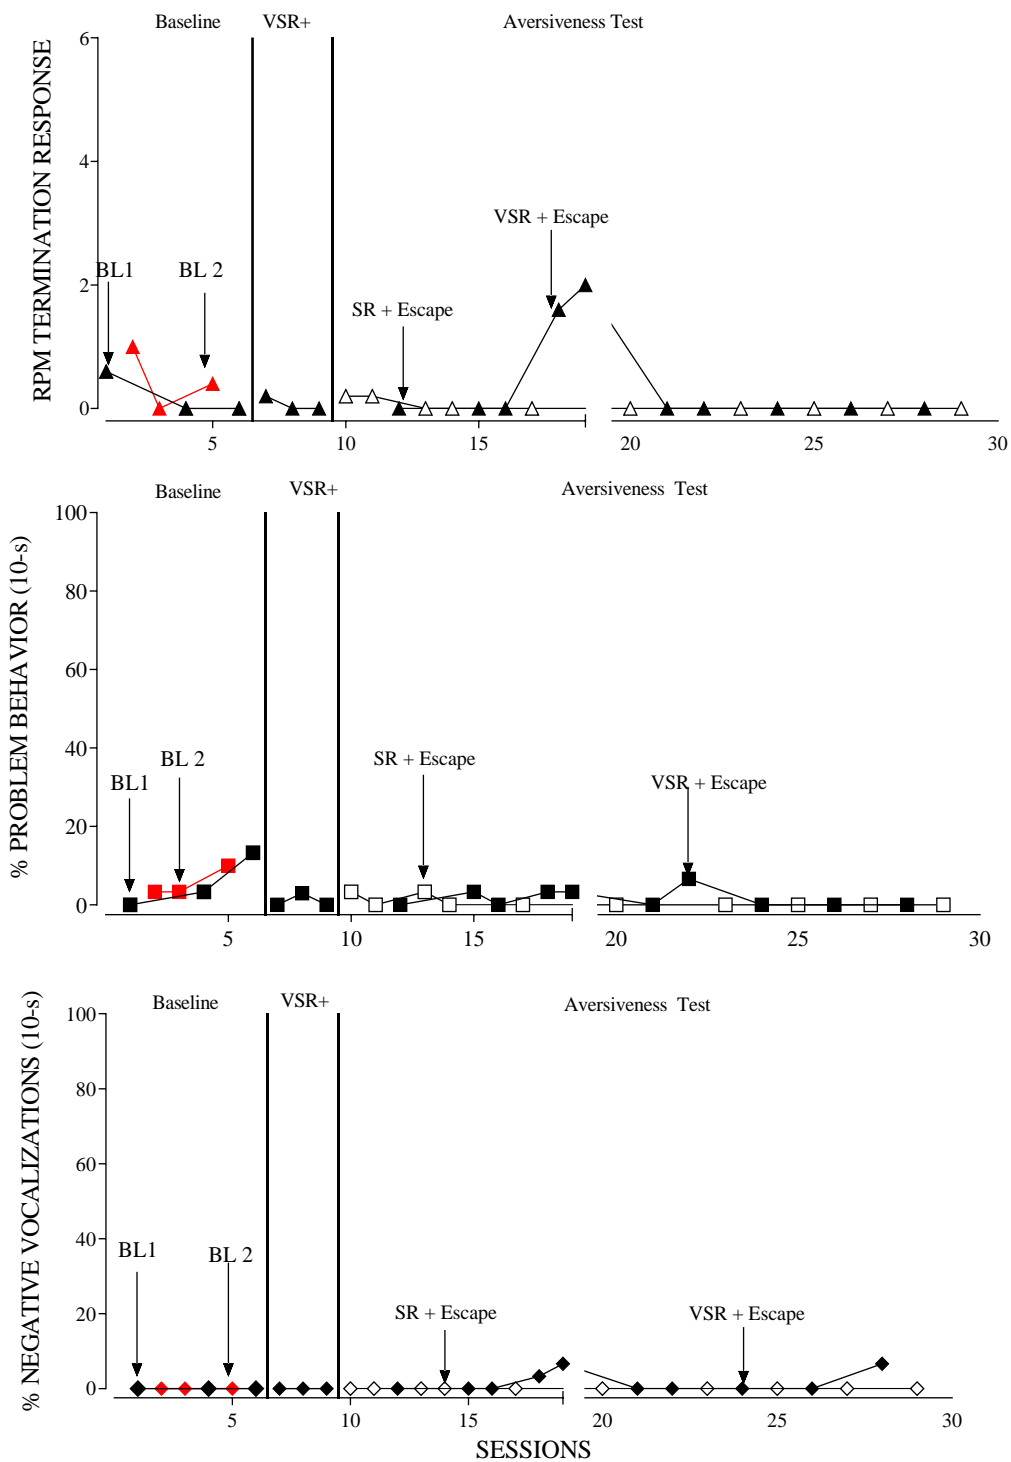 Baseline VSR+ Aversiveness Test
RPM TERMINATION RESPONSE
6
4
VSR + Escape
BL1 BL 2
2
SR + Escape
0
5 10 15 20 25 30
Baseline VSR+ Aversiveness Test
% PROBLEM BEHAVIOR (10-s)
100
80
60
40
SR + Escape
BL 2
BL1 VSR + Escape
20
0
5 10 15 20 25 30
Baseline VSR+ Aversiveness Test
% NEGATIVE VOCALIZATIONS (10-s)
100
80
60
40
BL1 BL 2
20
SR + Escape VSR + Escape
0
5 10 15 20 25 30
SESSIONS